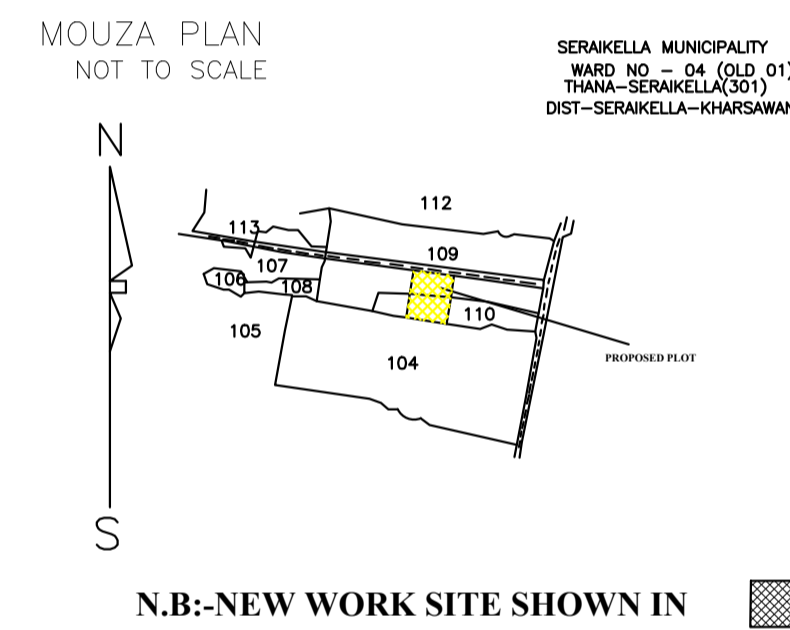 MOUZA PLAN
NOT TO SCALE
SERAIKELLA MUNICIPALITY
WARD NO – 04 (OLD 01)
THANA–SERAIKELLA(301)
DIST–SERAIKELLA–KHARSAWAN
N
112
113
109
107
106
108
110
105
104
PROPOSED PLOT
S
N.B:-NEW WORK SITE SHOWN IN